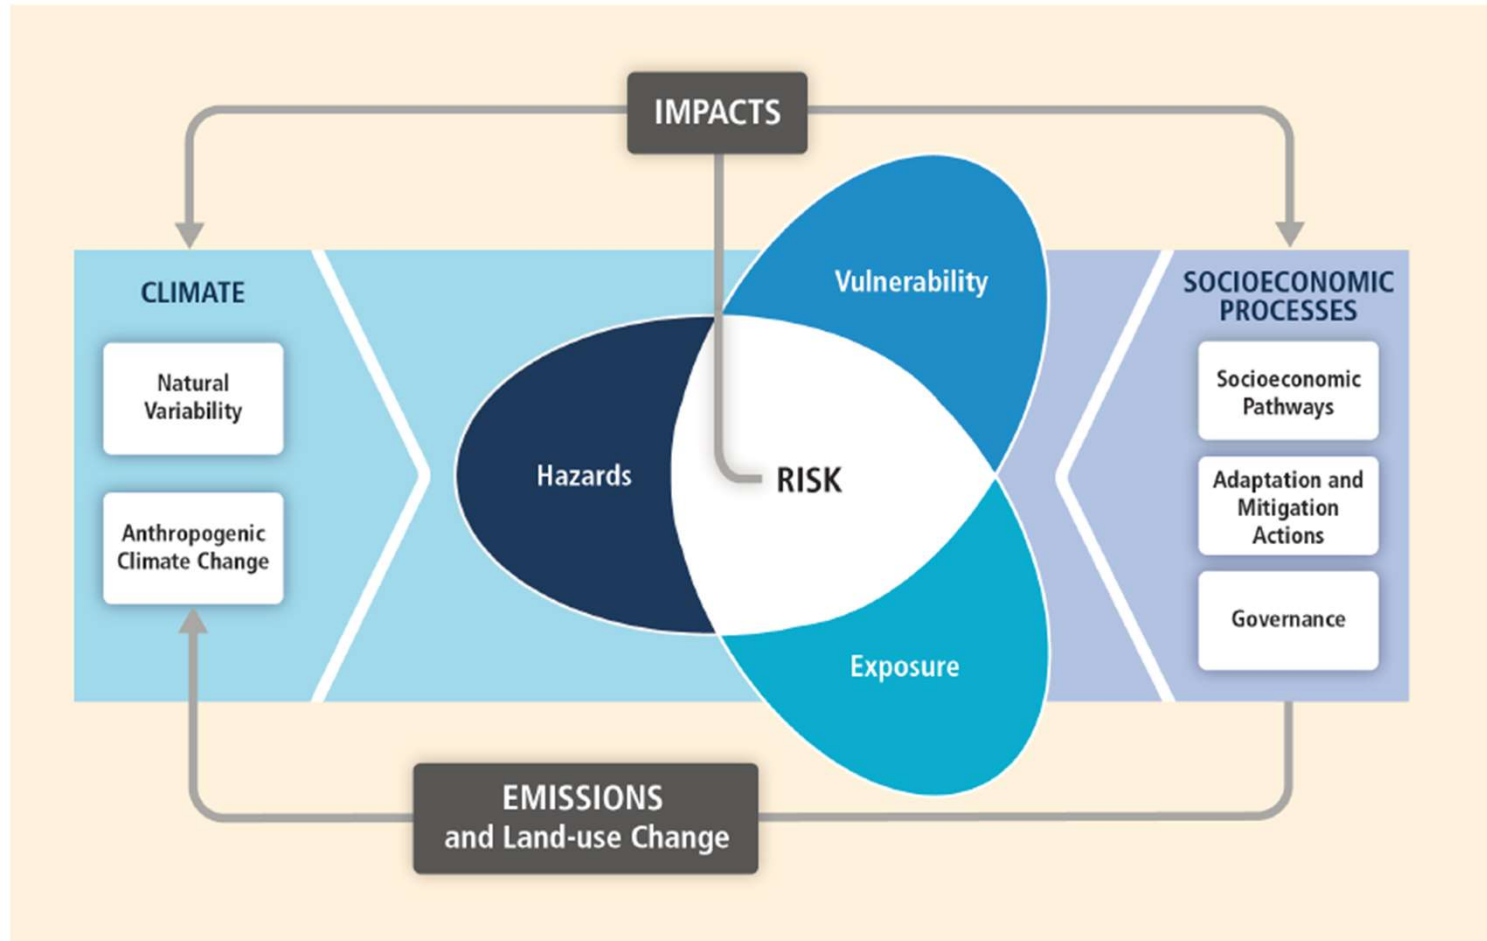 IMPACTS
CLIMATE
Natural
Variability
Anthropogenic
Climate Change
Hazards
Vulnerability
RISK
Exposure
SOCIOECONOMIC
PROCESSES
Socioeconomic
Pathways
Adaptation and
Mitigation
Actions
Governance
EMISSIONS
and Land-use Change